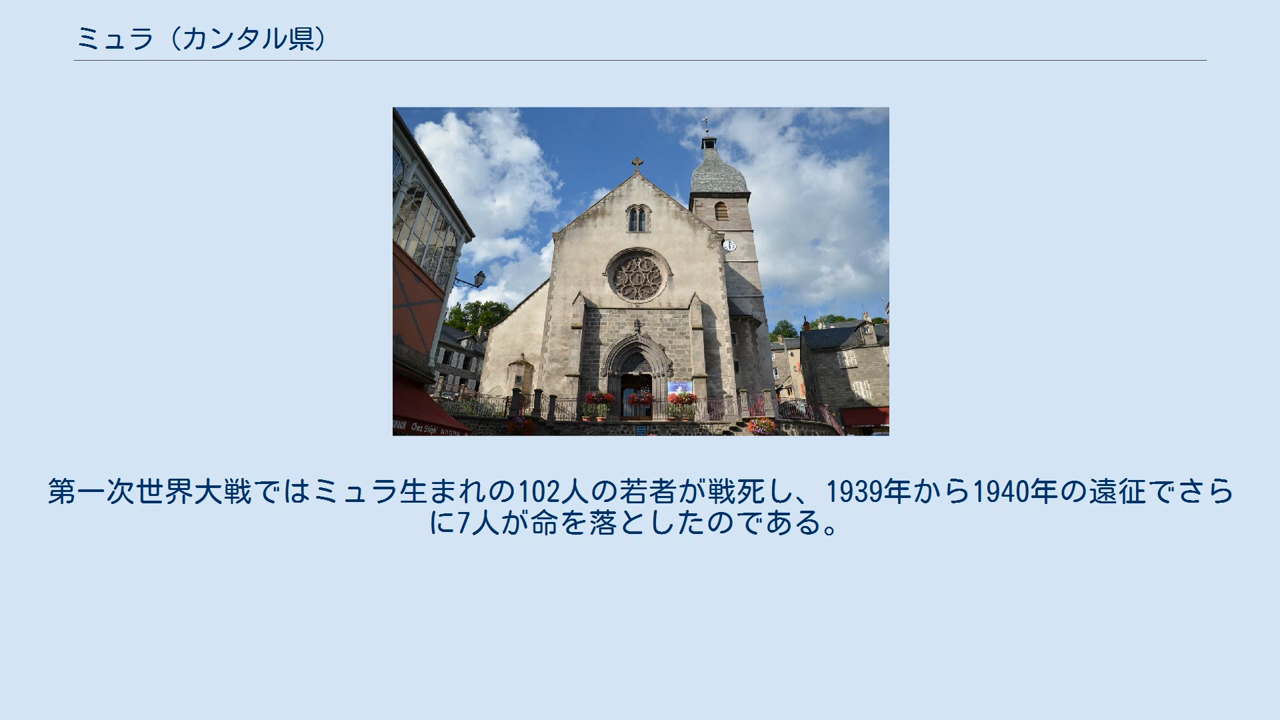 ミュラ（カンタル県）
Chez Stéph'
第一次世界大戦ではミュラ生まれの102人の若者が戦死し、1939年から1940年の遠征でさら
に7人が命を落としたのである。